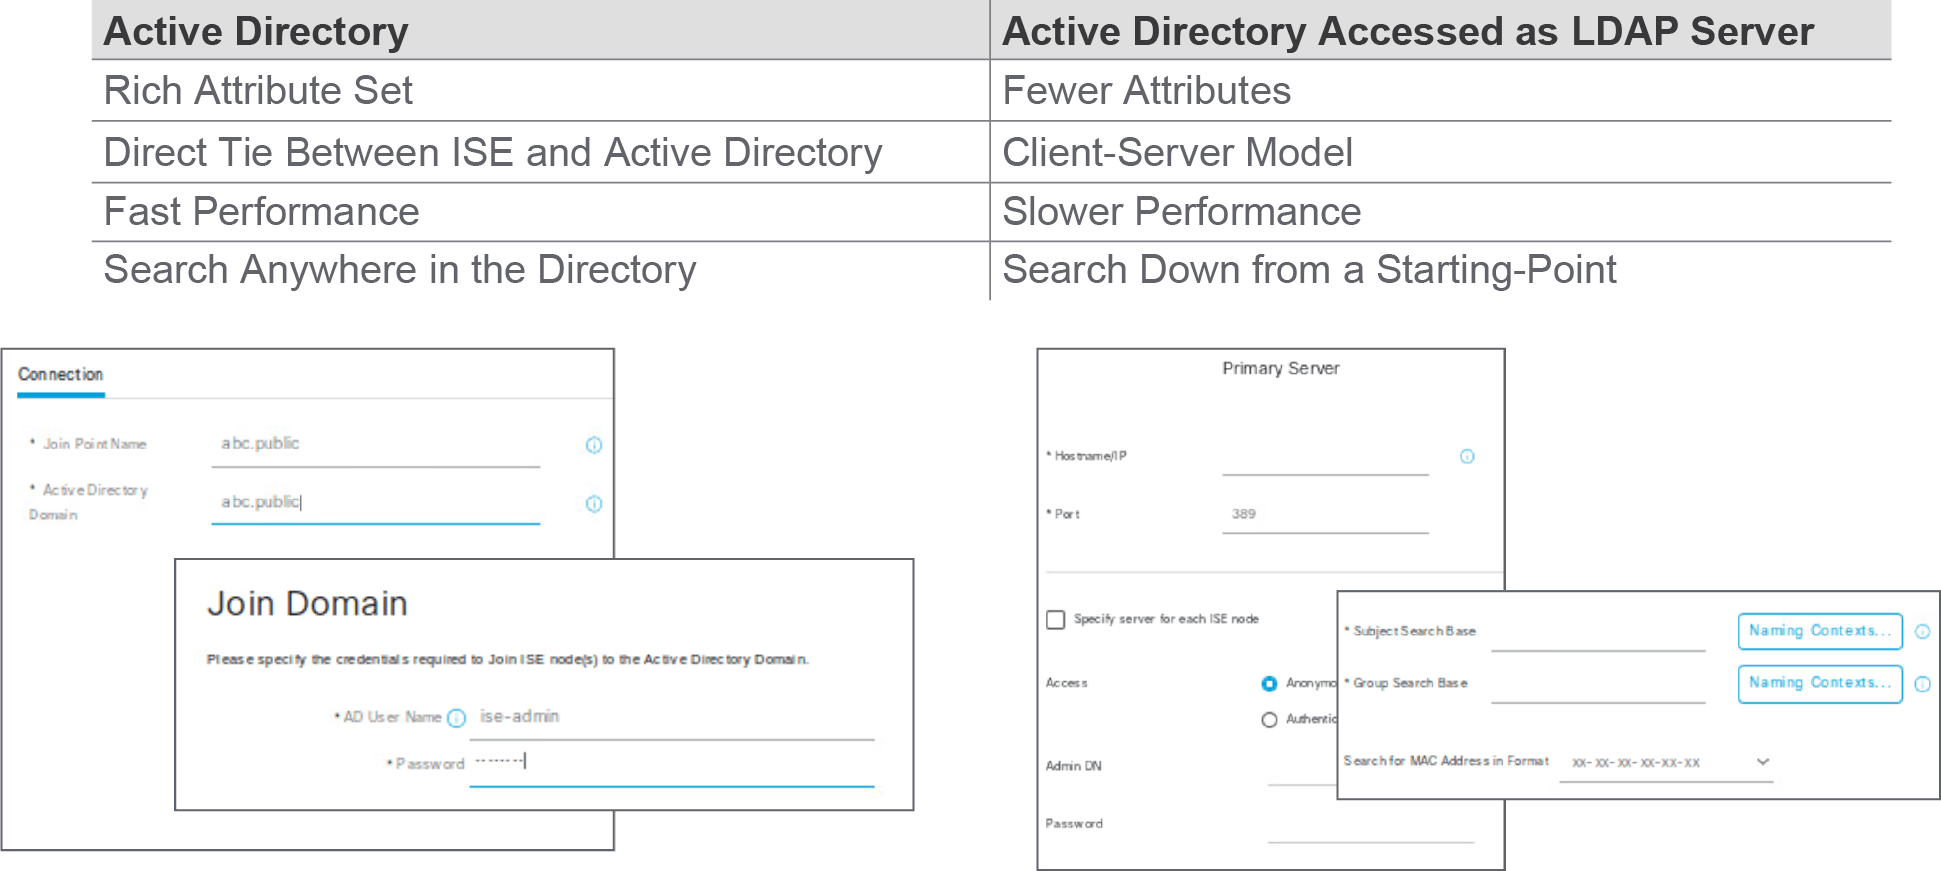 Active Directory
Active Directory Accessed as LDAP Server
Rich Attribute Set
Fewer Attributes
Direct Tie Between ISE and Active Directory
Client-Server Model
Fast Performance
Slower Performance
Search Anywhere in the Directory
Search Down from a Starting-Point
Connection
* Join Point Name
abc.public
* Active Directory
Domain
abc.public
Join Domain
Please specify the credentials required to Join ISE node(s) to the Active Directory Domain.
* AD User Name
ise-admin
* Password
--------
Primary Server
* Hostname/IP
* Port
389
Specify server for each ISE node
Access
Anonymo
Authentic
Admin DN
Password
* Subject Search Base
Naming Contexts...
* Group Search Base
Naming Contexts...
Search for MAC Address in Format
xx-xx-xx-xx-xx-xx